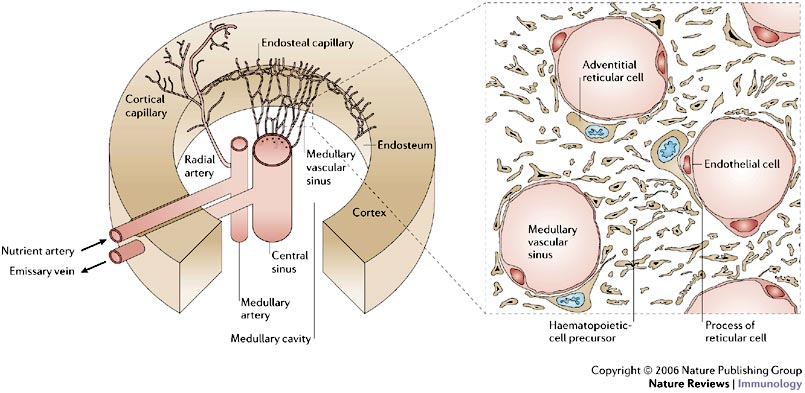 Endosteal capillary
Cortical
capillary
Radial
artery
Medullary
vascular
sinus
Endosteum
Cortex
Nutrient artery
Emissary vein
Central
sinus
Medullary
artery
Medullary cavity
Adventitial
reticular cell
Endothelial cell
Medullary
vascular
sinus
Haematopoietic-
cell precursor
Process of
reticular cell
Copyright © 2006 Nature Publishing Group
Nature Reviews | Immunology